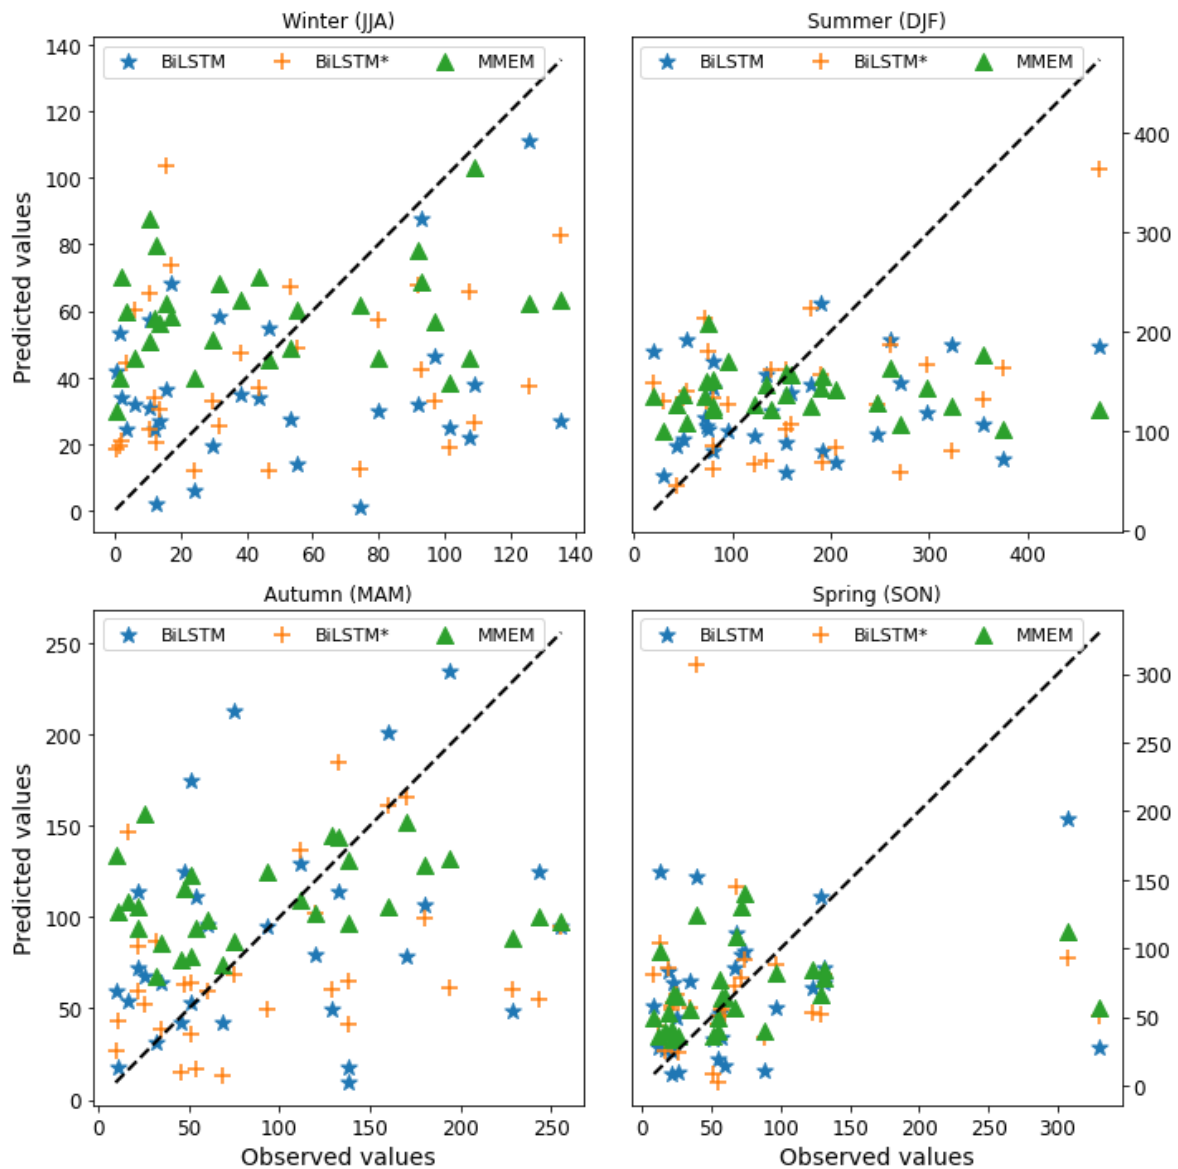 Winter (JJA)
Summer (DJF)
140
120
100
80
60
40
20
0
Predicted values
BiLSTM BiLSTM* MMEM
0 20 40 60 80 100 120 140
BiLSTM BiLSTM* MMEM
400
300
200
100
0
0 100 200 300 400
Autumn (MAM)
Spring (SON)
250
200
150
100
50
0
Predicted values
BiLSTM BiLSTM* MMEM
0 50 100 150 200 250
Observed values
BiLSTM BiLSTM* MMEM
300
250
200
150
100
50
0
0 50 100 150 200 250 300
Observed values